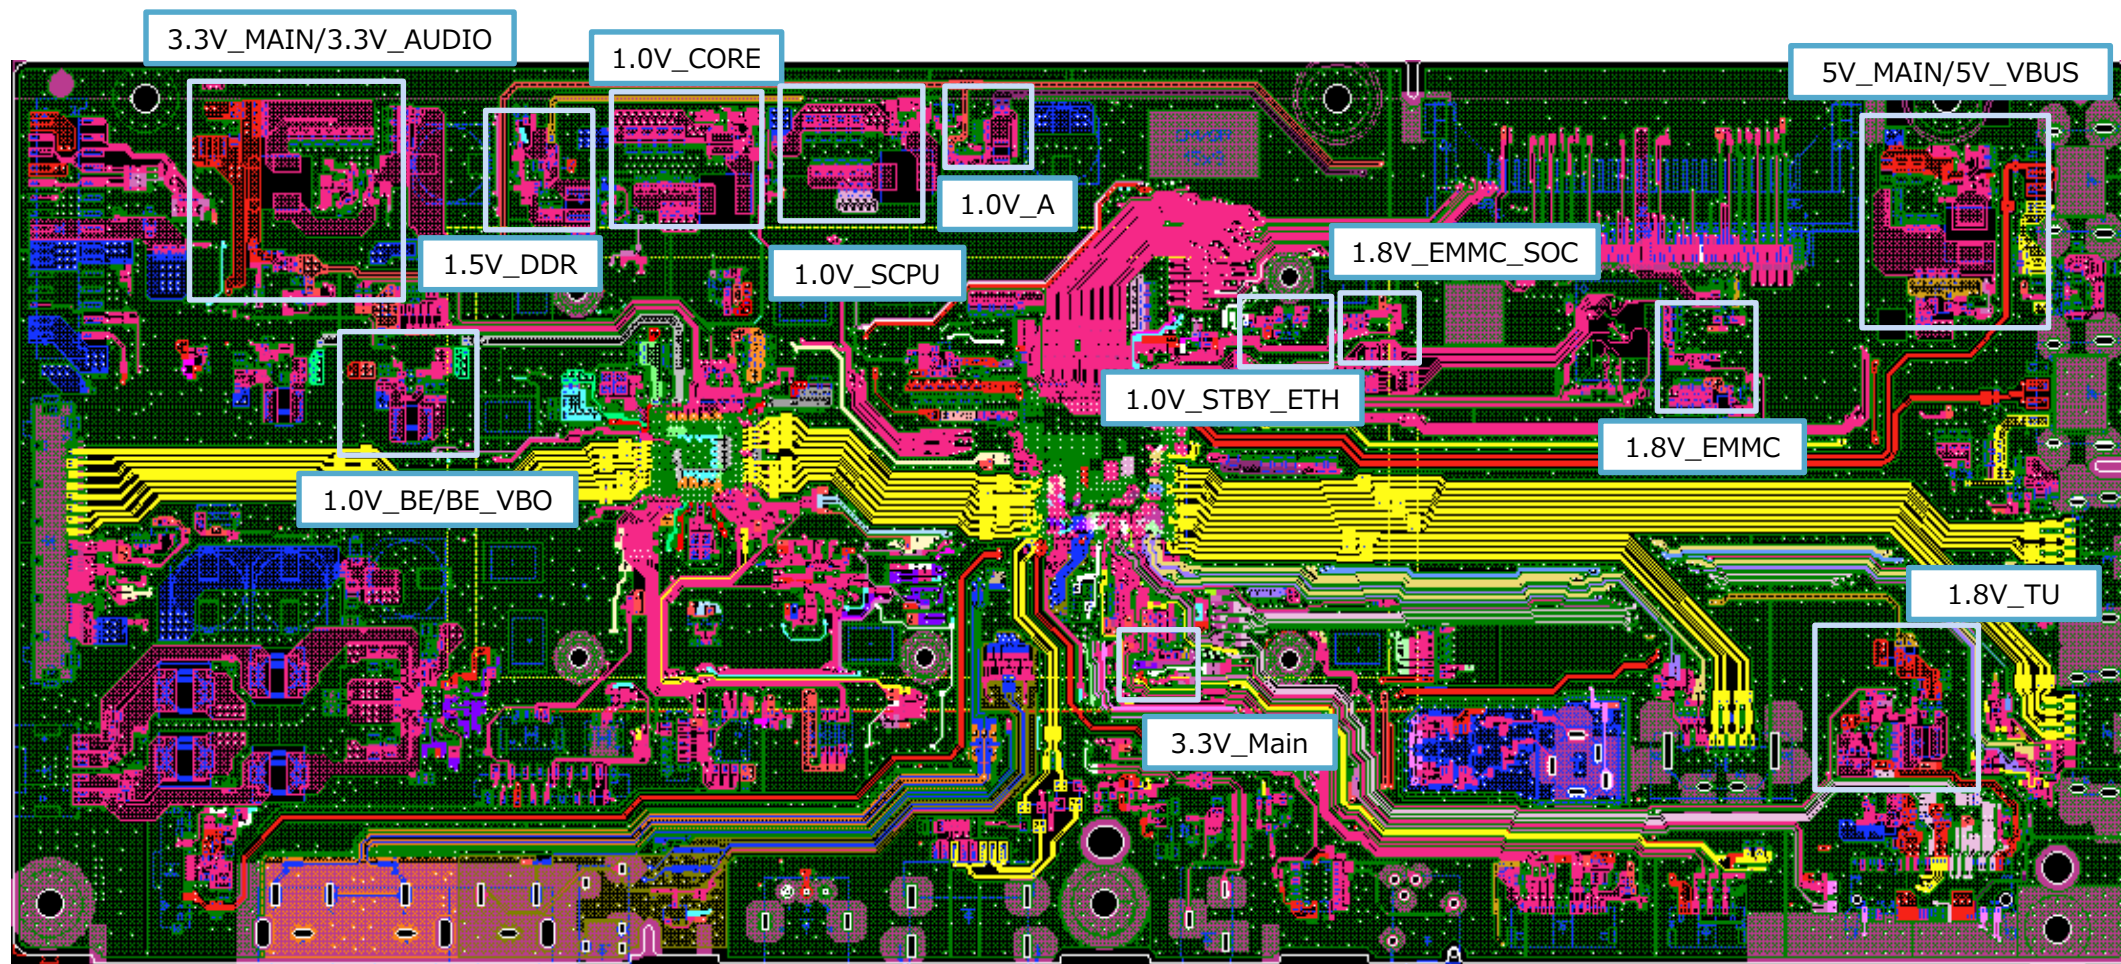 3.3V_MAIN/3.3V_AUDIO
1.0V_CORE
5V_MAIN/5V_VBUS
1.0V_A
1.5V_DDR
1.0V_SCPU
1.8V_EMMC_SOC
1.0V_STBY_ETH
1.8V_EMMC
1.0V_BE/BE_VBO
1.8V_TU
3.3V_Main